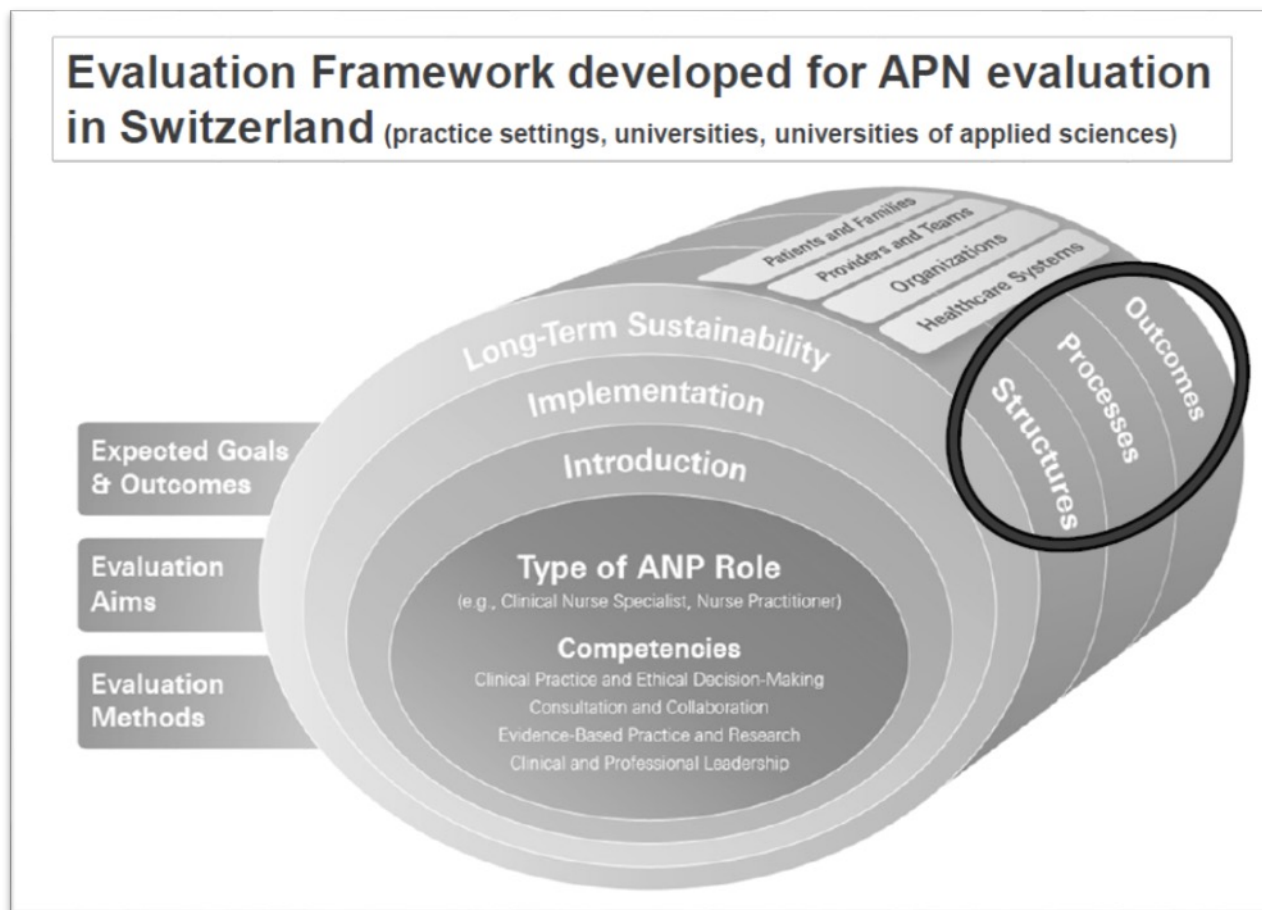 Evaluation Framework developed for APN evaluation
in Switzerland (practice settings, universities, universities of applied sciences)
Patients and Families
Providers and Teams
Organizations
Healthcare Systems
Outcomes
Processes
Structures
Long-Term Sustainability
Implementation
Introduction
Expected Goals
& Outcomes
Evaluation
Aims
Evaluation
Methods
Type of ANP Role
(e.g., Clinical Nurse Specialist, Nurse Practitioner)
Competencies
Clinical Practice and Ethical Decision-Making
Consultation and Collaboration
Evidence-Based Practice and Research
Clinical and Professional Leadership